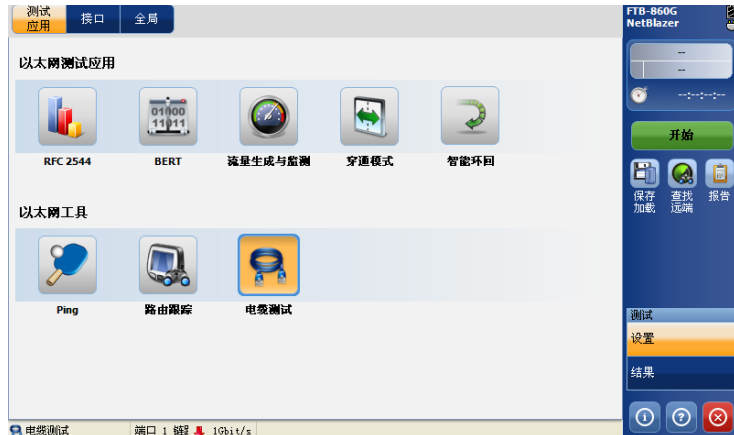 测试
应用
接口
全局
FTB-860G
NetBlazer
以太网测试应用
--
--
--:--:--:--
开始
01000
11011
RFC 2544
BERT
流量生成与监测
穿通模式
智能环回
保存
加载
查找
远端
报告
以太网工具
Ping
路由跟踪
电缆测试
测试
设置
结果
电缆测试
端口 1 链路
1Gbit/s